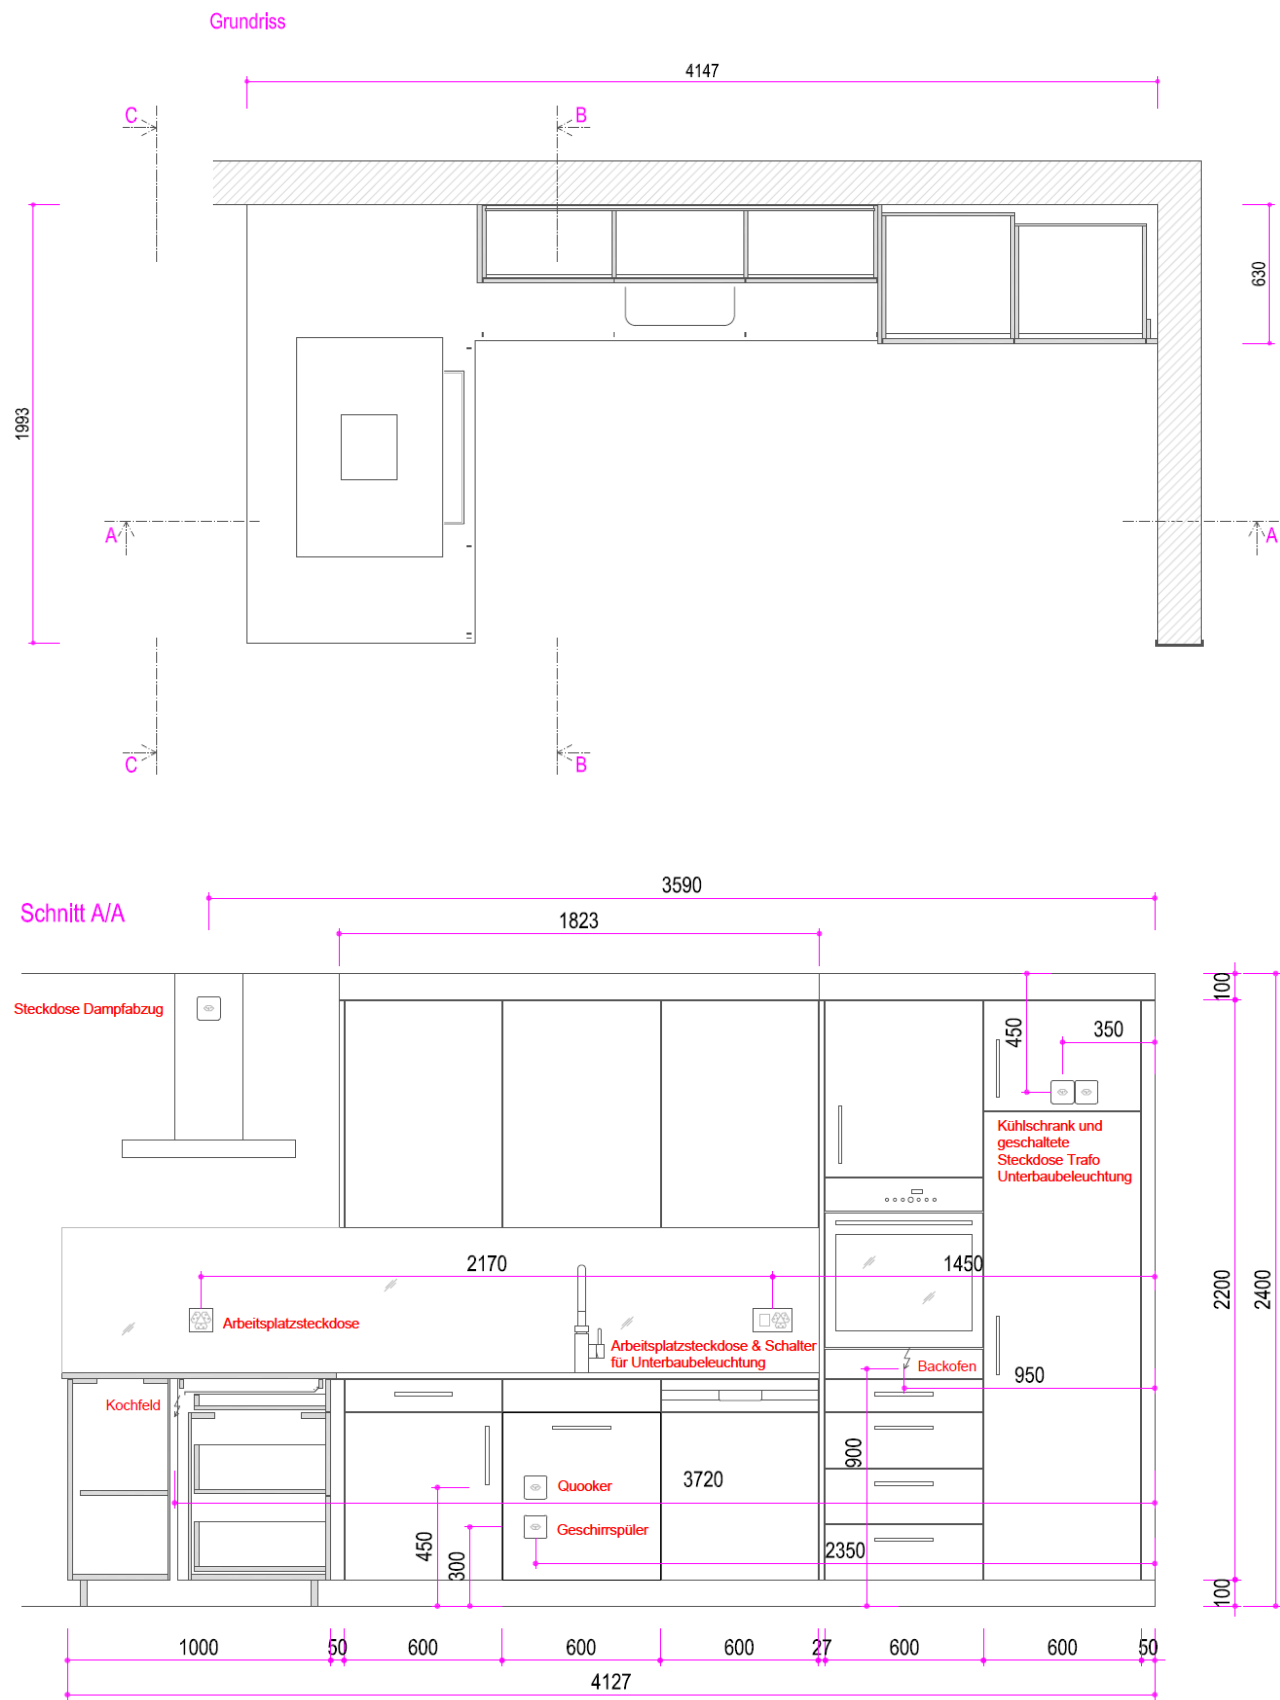 Grundriss
4147
C
B
630
1993
A
A
C
B
3590
Schnitt A/A
1823
Steckdose Dampfabzug
100
450
350
Kühlschrank und
geschaltete
Steckdose Trafo
Unterbaubeleuchtung
2170
1450
2200
2400
Arbeitsplatzsteckdose
Arbeitsplatzsteckdose & Schalter
für Unterbaubeleuchtung
Backofen
950
Kochfeld
900
3720
Quooker
450
300
Geschirrspüler
2350
100
1000
50
600
600
600
27
600
600
50
4127